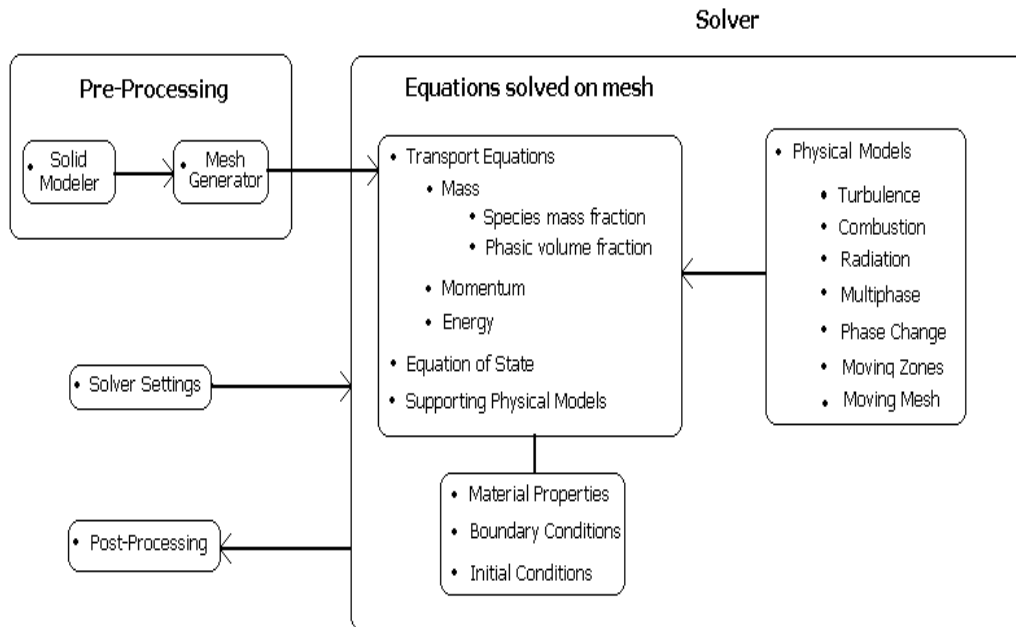 Solver
Pre-Processing
• Solid
Modeler
• Mesh
Generator
Equations solved on mesh
• Transport Equations
• Mass
• Species mass fraction
• Phasic volume fraction
• Momentum
• Energy
• Equation of State
• Supporting Physical Models
• Physical Models
• Turbulence
• Combustion
• Radiation
• Multiphase
• Phase Change
• Moving Zones
• Moving Mesh
• Solver Settings
• Material Properties
• Boundary Conditions
• Initial Conditions
• Post-Processing